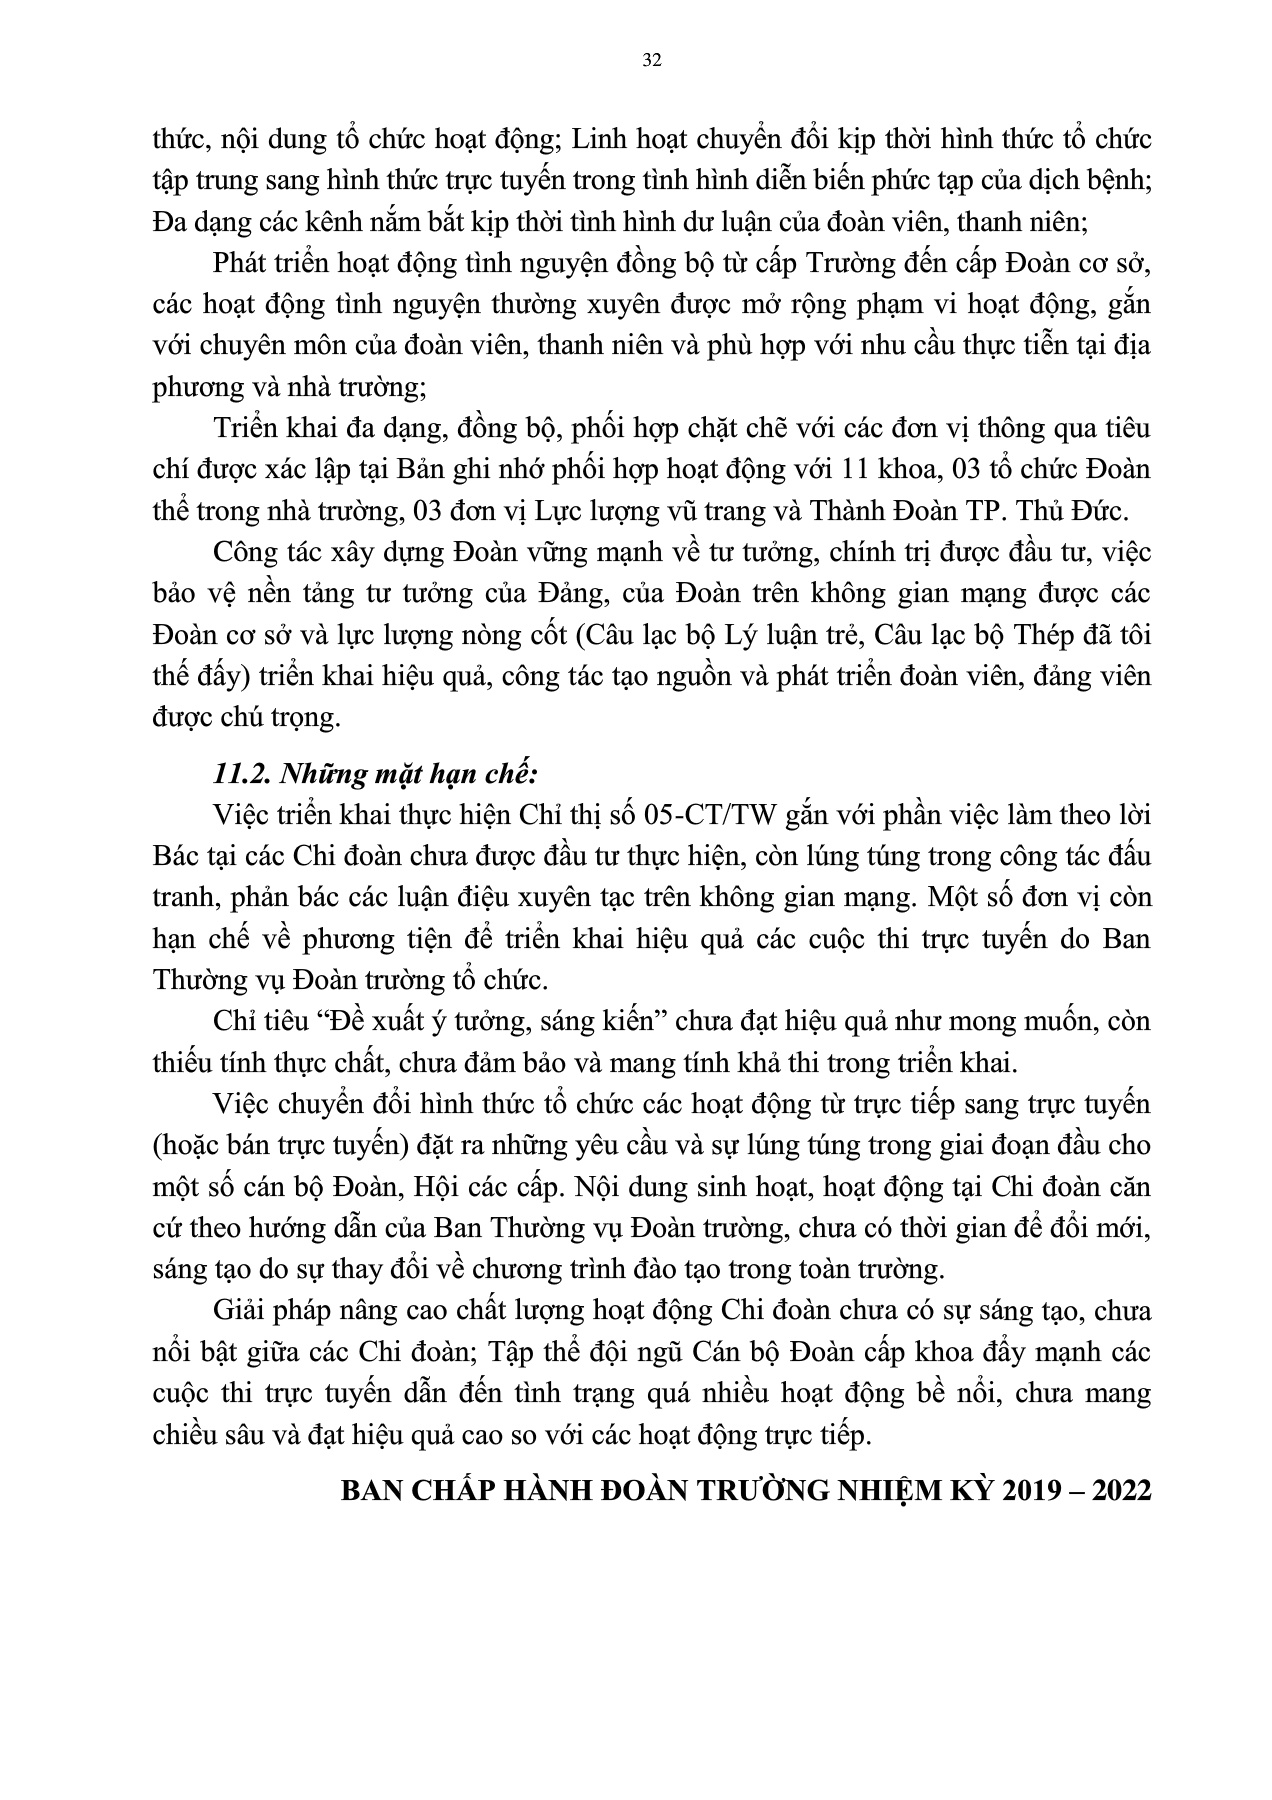 32
thức, nội dung tổ chức hoạt động; Linh hoạt chuyển đổi kịp thời hình thức tổ chức
tập trung sang hình thức trực tuyến trong tình hình diễn biến phức tạp của dịch bệnh;
Đa dạng các kênh nắm bắt kịp thời tình hình dư luận của đoàn viên, thanh niên;
Phát triển hoạt động tình nguyện đồng bộ từ cấp Trường đến cấp Đoàn cơ sở,
các hoạt động tình nguyện thường xuyên được mở rộng phạm vi hoạt động, gắn
với chuyên môn của đoàn viên, thanh niên và phù hợp với nhu cầu thực tiễn tại địa
phương và nhà trường;
Triển khai đa dạng, đồng bộ, phối hợp chặt chẽ với các đơn vị thông qua tiêu
chí được xác lập tại Bản ghi nhớ phối hợp hoạt động với 11 khoa, 03 tổ chức Đoàn
thể trong nhà trường, 03 đơn vị Lực lượng vũ trang và Thành Đoàn TP. Thủ Đức.
Công tác xây dựng Đoàn vững mạnh về tư tưởng, chính trị được đầu tư, việc
bảo vệ nền tảng tư tưởng của Đảng, của Đoàn trên không gian mạng được các
Đoàn cơ sở và lực lượng nòng cốt (Câu lạc bộ Lý luận trẻ, Câu lạc bộ Thép đã tôi
thế đấy) triển khai hiệu quả, công tác tạo nguồn và phát triển đoàn viên, đảng viên
được chú trọng.
11.2. Những mặt hạn chế:
Việc triển khai thực hiện Chỉ thị số 05-CT/TW gắn với phần việc làm theo lời
Bác tại các Chi đoàn chưa được đầu tư thực hiện, còn lúng túng trong công tác đấu
tranh, phản bác các luận điệu xuyên tạc trên không gian mạng. Một số đơn vị còn
hạn chế về phương tiện để triển khai hiệu quả các cuộc thi trực tuyến do Ban
Thường vụ Đoàn trường tổ chức.
Chỉ tiêu “Đề xuất ý tưởng, sáng kiến” chưa đạt hiệu quả như mong muốn, còn
thiếu tính thực chất, chưa đảm bảo và mang tính khả thi trong triển khai.
Việc chuyển đổi hình thức tổ chức các hoạt động từ trực tiếp sang trực tuyến
(hoặc bán trực tuyến) đặt ra những yêu cầu và sự lúng túng trong giai đoạn đầu cho
một số cán bộ Đoàn, Hội các cấp. Nội dung sinh hoạt, hoạt động tại Chi đoàn căn
cứ theo hướng dẫn của Ban Thường vụ Đoàn trường, chưa có thời gian để đổi mới,
sáng tạo do sự thay đổi về chương trình đào tạo trong toàn trường.
Giải pháp nâng cao chất lượng hoạt động Chi đoàn chưa có sự sáng tạo, chưa
nổi bật giữa các Chi đoàn; Tập thể đội ngũ Cán bộ Đoàn cấp khoa đẩy mạnh các
cuộc thi trực tuyến dẫn đến tình trạng quá nhiều hoạt động bề nổi, chưa mang
chiều sâu và đạt hiệu quả cao so với các hoạt động trực tiếp.
BAN CHẤP HÀNH ĐOÀN TRƯỜNG NHIỆM KỲ 2019 – 2022